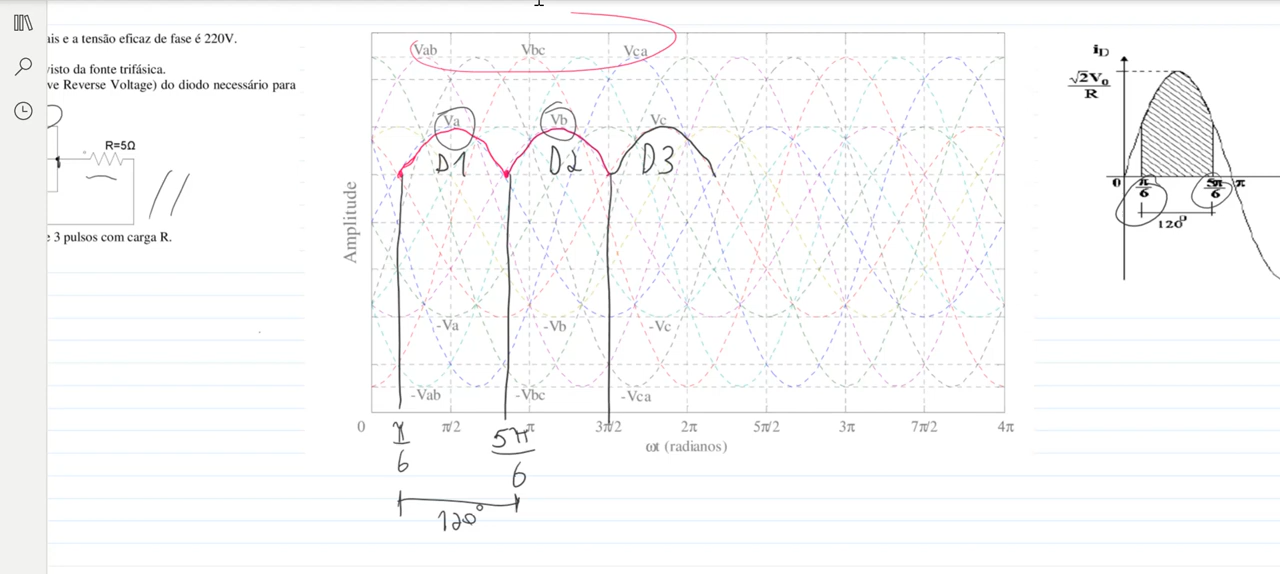 ais e a tensão eficaz de fase é 220V.
visto da fonte trifásica.
ve Reverse Voltage) do diodo necessário para
R=5Ω
e 3 pulsos com carga R.
Vab Vbc Vca
Va Vb Vc
D1 D2 D3
Amplitude
-Va -Vb -Vc
-Vab -Vbc -Vca
0 π/2 π 3π/2 2π 5π/2 3π 7π/2 4π
ωt (radianos)
π/6 5π/6
120°
iD
√2V₀/R
0 π/6 5π/6 π
120°